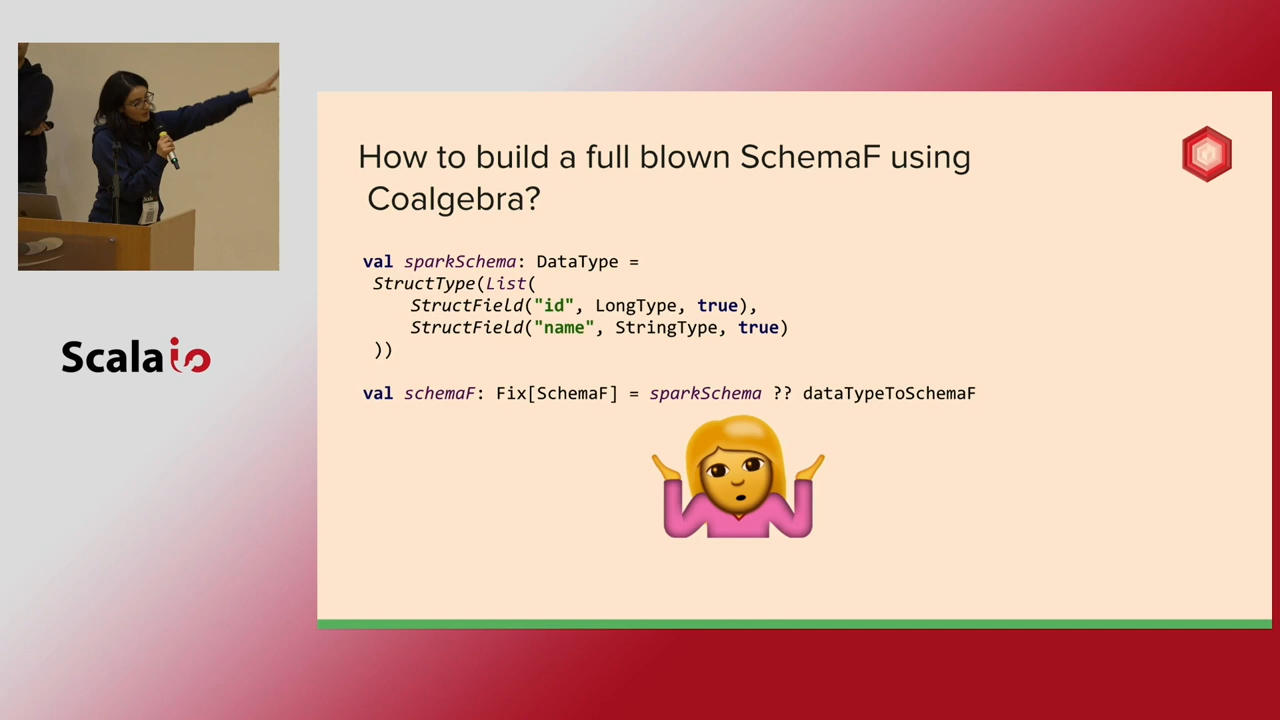 How to build a full blown SchemaF using
Coalgebra?
val sparkSchema: DataType =
StructType(List(
StructField("id", LongType, true),
StructField("name", StringType, true)
))
val schemaF: Fix[SchemaF] = sparkSchema ?? dataTypeToSchemaF
Scala io